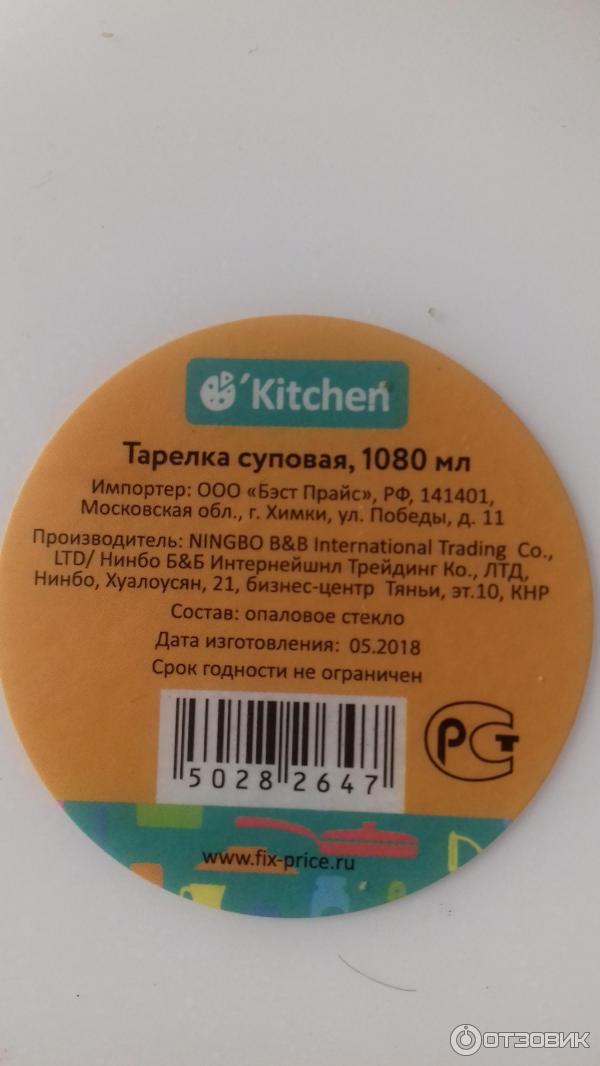 'Kitchen
Тарелка суповая, 1080 мл
Импортер: ООО «Бэст Прайс», РФ, 141401,
Московская обл., г. Химки, ул. Победы, д. 11
Производитель: NINGBO B&B International Trading Co.,
LTD/ Нинбо Б&Б Интернейшнл Трейдинг Ко., ЛТД,
Нинбо, Хуалоусян, 21, бизнес-центр Тяньи, эт.10, КНР
Состав: опаловое стекло
Дата изготовления: 05.2018
Срок годности не ограничен
50282647
РСТ
www.fix-price.ru
ОТЗОВИК